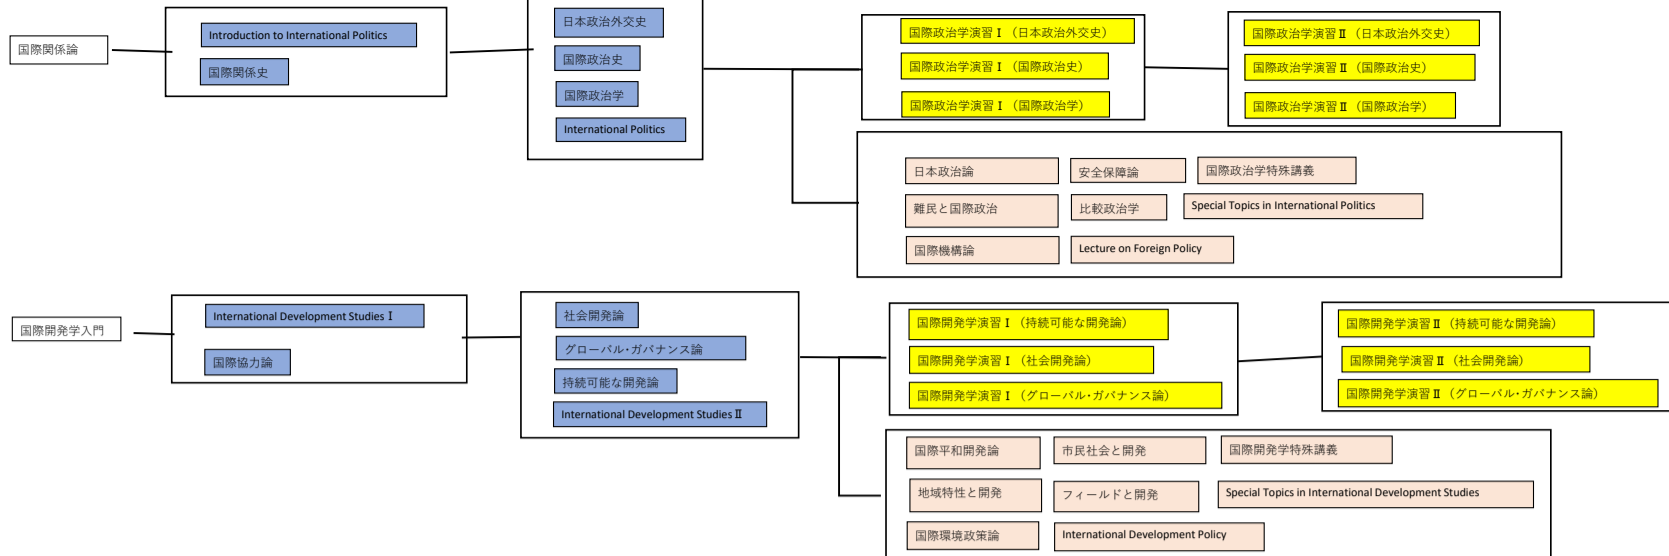 国際関係論
Introduction to International Politics
国際関係史
日本政治外交史
国際政治史
国際政治学
International Politics
国際政治学演習Ⅰ（日本政治外交史）
国際政治学演習Ⅰ（国際政治史）
国際政治学演習Ⅰ（国際政治学）
国際政治学演習Ⅱ（日本政治外交史）
国際政治学演習Ⅱ（国際政治史）
国際政治学演習Ⅱ（国際政治学）
日本政治論
安全保障論
国際政治学特殊講義
難民と国際政治
比較政治学
Special Topics in International Politics
国際機構論
Lecture on Foreign Policy
国際開発学入門
International Development Studies Ⅰ
国際協力論
社会開発論
グローバル・ガバナンス論
持続可能な開発論
International Development Studies Ⅱ
国際開発学演習Ⅰ（持続可能な開発論）
国際開発学演習Ⅰ（社会開発論）
国際開発学演習Ⅰ（グローバル・ガバナンス論）
国際開発学演習Ⅱ（持続可能な開発論）
国際開発学演習Ⅱ（社会開発論）
国際開発学演習Ⅱ（グローバル・ガバナンス論）
国際平和開発論
市民社会と開発
国際開発学特殊講義
地域特性と開発
フィールドと開発
Special Topics in International Development Studies
国際環境政策論
International Development Policy